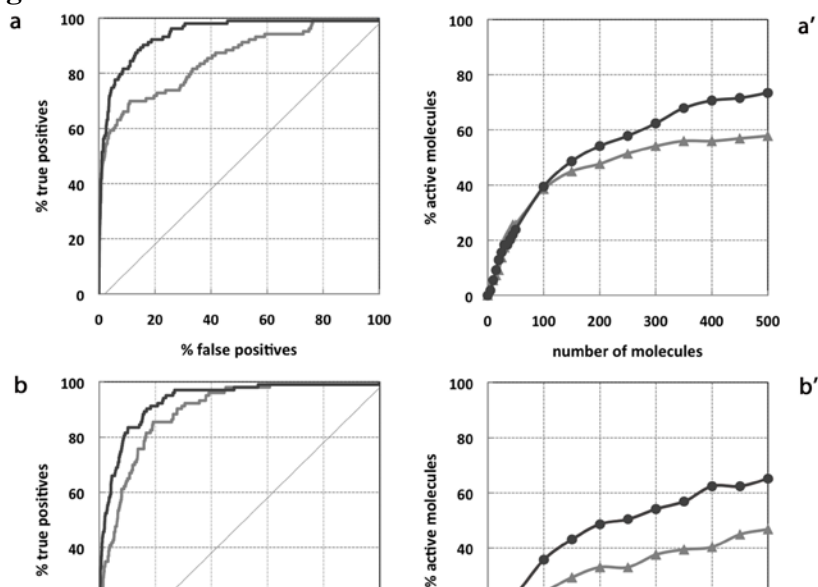 a
100
80
60
40
20
0
% true positives
0 20 40 60 80 100
% false positives
a’
100
80
60
40
20
0
% active molecules
0 100 200 300 400 500
number of molecules
b
100
80
60
40
% true positives
b’
100
80
60
40
% active molecules